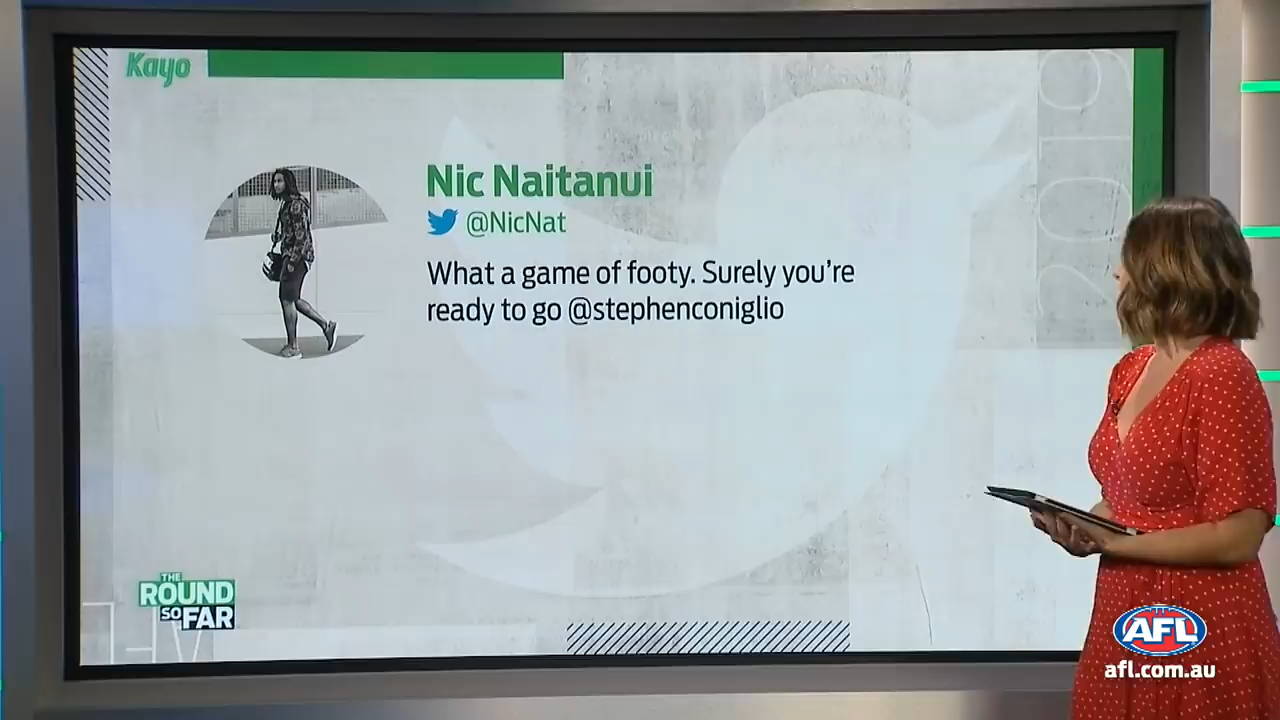 Kayo
2019
Nic Naitanui
@NicNat
What a game of footy. Surely you're
ready to go @stephenconiglio
THE
ROUND
SO FAR
AFL
afl.com.au